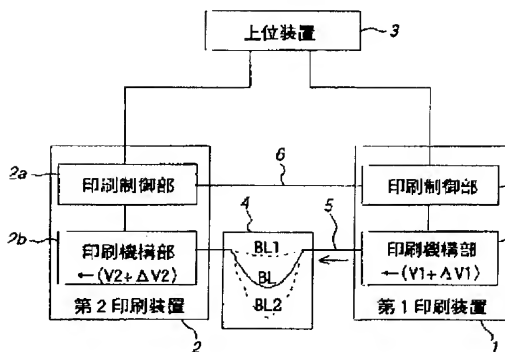 上位装置
3
2a
印刷制御部
6
印刷制御部
4
5
2b
印刷機構部
←(V2+ΔV2)
BL1
BL
BL2
印刷機構部
←(V1+ΔV1)
第2印刷装置
第1印刷装置
2
1